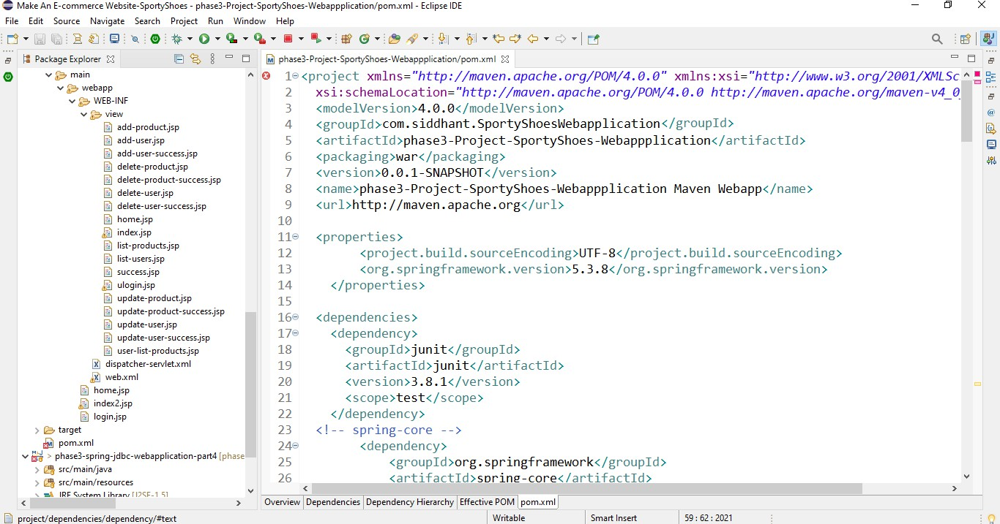 Make An E-commerce Website-SportyShoes - phase3-Project-SportyShoes-Webappplication/pom.xml - Eclipse IDE
File Edit Source Navigate Search Project Run Window Help
Package Explorer
main
webapp
WEB-INF
view
add-product.jsp
add-user.jsp
add-user-success.jsp
delete-product.jsp
delete-product-success.jsp
delete-user.jsp
delete-user-success.jsp
home.jsp
index.jsp
list-products.jsp
list-users.jsp
success.jsp
ulogin.jsp
update-product.jsp
update-product-success.jsp
update-user.jsp
update-user-success.jsp
user-list-products.jsp
dispatcher-servlet.xml
web.xml
home.jsp
index2.jsp
login.jsp
target
pom.xml
> phase3-spring-jdbc-webapplication-part4 [phase
src/main/java
src/main/resources
JRE System Library [J2SE-1.5]
phase3-Project-SportyShoes-Webappplication/pom.xml
1 <project xmlns="http://maven.apache.org/POM/4.0.0" xmlns:xsi="http://www.w3.org/2001/XMLSc
2 xsi:schemaLocation="http://maven.apache.org/POM/4.0.0 http://maven.apache.org/maven-v4_0_
3 <modelVersion>4.0.0</modelVersion>
4 <groupId>com.siddhant.SportyShoesWebapplication</groupId>
5 <artifactId>phase3-Project-SportyShoes-Webappplication</artifactId>
6 <packaging>war</packaging>
7 <version>0.0.1-SNAPSHOT</version>
8 <name>phase3-Project-SportyShoes-Webappplication Maven Webapp</name>
9 <url>http://maven.apache.org</url>
10
11 <properties>
12 <project.build.sourceEncoding>UTF-8</project.build.sourceEncoding>
13 <org.springframework.version>5.3.8</org.springframework.version>
14 </properties>
15
16 <dependencies>
17 <dependency>
18 <groupId>junit</groupId>
19 <artifactId>junit</artifactId>
20 <version>3.8.1</version>
21 <scope>test</scope>
22 </dependency>
23 <!-- spring-core -->
24 <dependency>
25 <groupId>org.springframework</groupId>
26 <artifactId>spring-core</artifactId>
Overview Dependencies Dependency Hierarchy Effective POM pom.xml
project/dependencies/dependency/#text Writable Smart Insert 59 : 62 : 2021